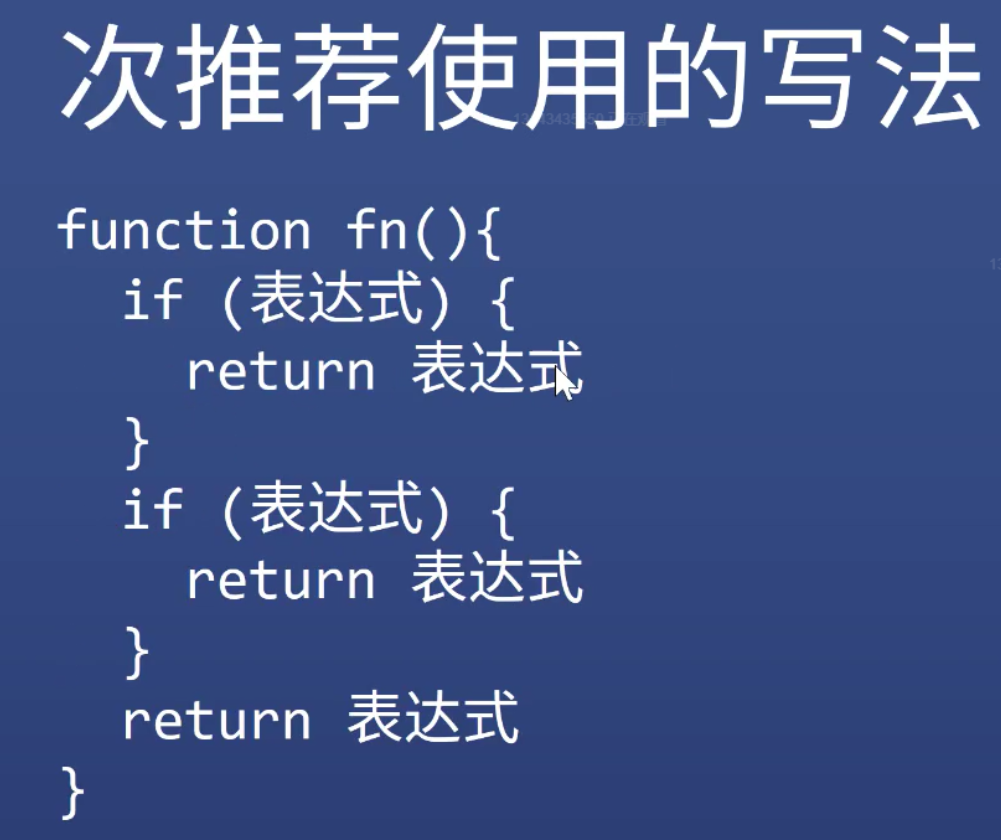 次推荐使用的写法
function fn(){
  if (表达式) {
    return 表达式
  }
  if (表达式) {
    return 表达式
  }
  return 表达式
}